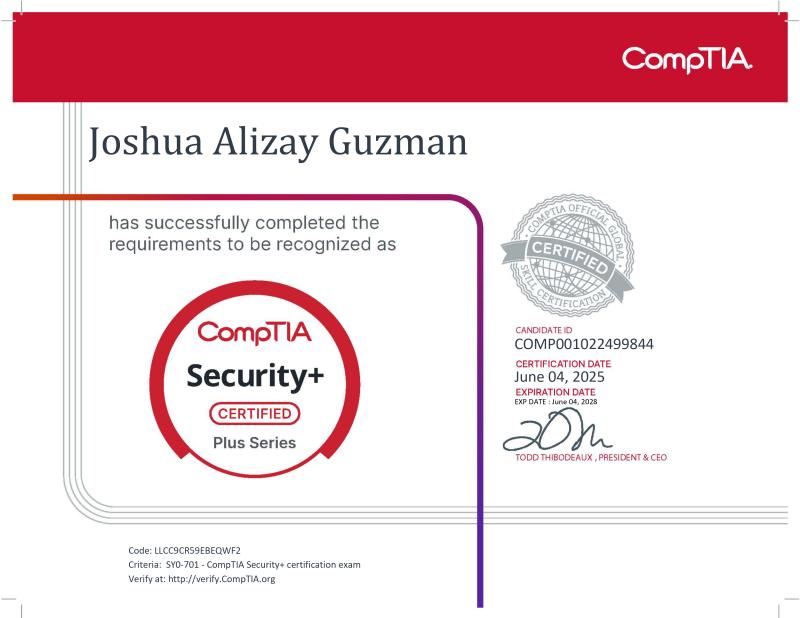 CompTIA.
Joshua Alizay Guzman
has successfully completed the
requirements to be recognized as
CompTIA
Security+
CERTIFIED
Plus Series
COMPTIA OFFICIAL GLOBAL
CERTIFIED
SKILL CERTIFICATION
CANDIDATE ID
COMP001022499844
CERTIFICATION DATE
June 04, 2025
EXPIRATION DATE
EXP DATE : June 04, 2028
TODD THIBODEAUX , PRESIDENT & CEO
Code: LLCC9CR59EBEQWF2
Criteria: SY0-701 - CompTIA Security+ certification exam
Verify at: http://verify.CompTIA.org